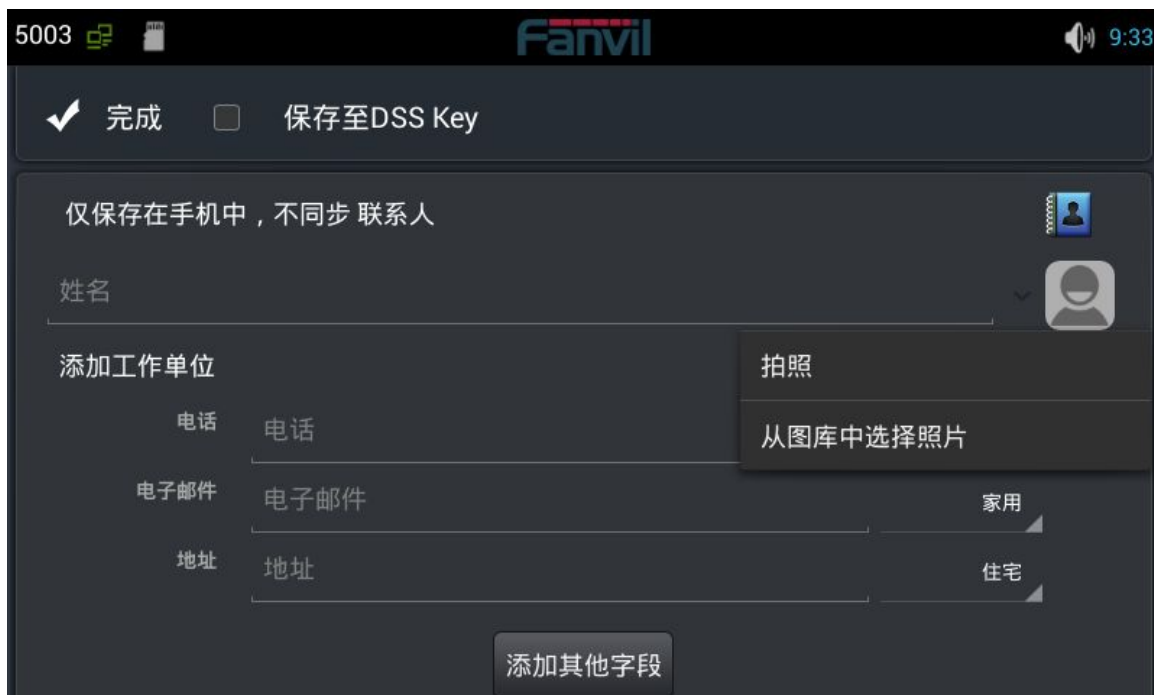 5003 Fanvil 9:33
完成 保存至DSS Key
仅保存在手机中，不同步 联系人
姓名
添加工作单位
拍照
电话 电话
从图库中选择照片
电子邮件 电子邮件 家用
地址 地址 住宅
添加其他字段